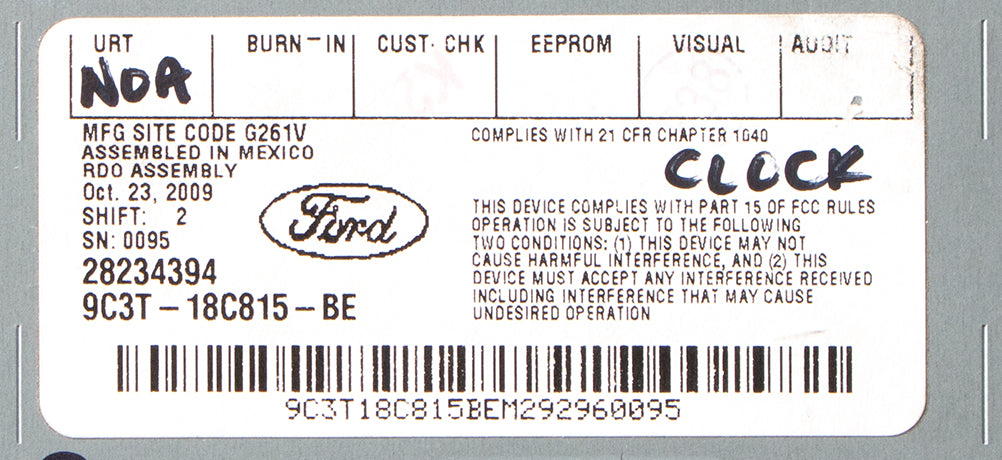 URT BURN-IN CUST. CHK EEPROM VISUAL AUDIT
NDA
MFG SITE CODE G261V
ASSEMBLED IN MEXICO
RDO ASSEMBLY
Oct. 23, 2009
SHIFT: 2
SN: 0095
28234394
9C3T-18C815-BE
Ford
COMPLIES WITH 21 CFR CHAPTER 1040
CLOCK
THIS DEVICE COMPLIES WITH PART 15 OF FCC RULES
OPERATION IS SUBJECT TO THE FOLLOWING
TWO CONDITIONS: (1) THIS DEVICE MAY NOT
CAUSE HARMFUL INTERFERENCE, AND (2) THIS
DEVICE MUST ACCEPT ANY INTERFERENCE RECEIVED
INCLUDING INTERFERENCE THAT MAY CAUSE
UNDESIRED OPERATION
9C3T18C815BEM292960095